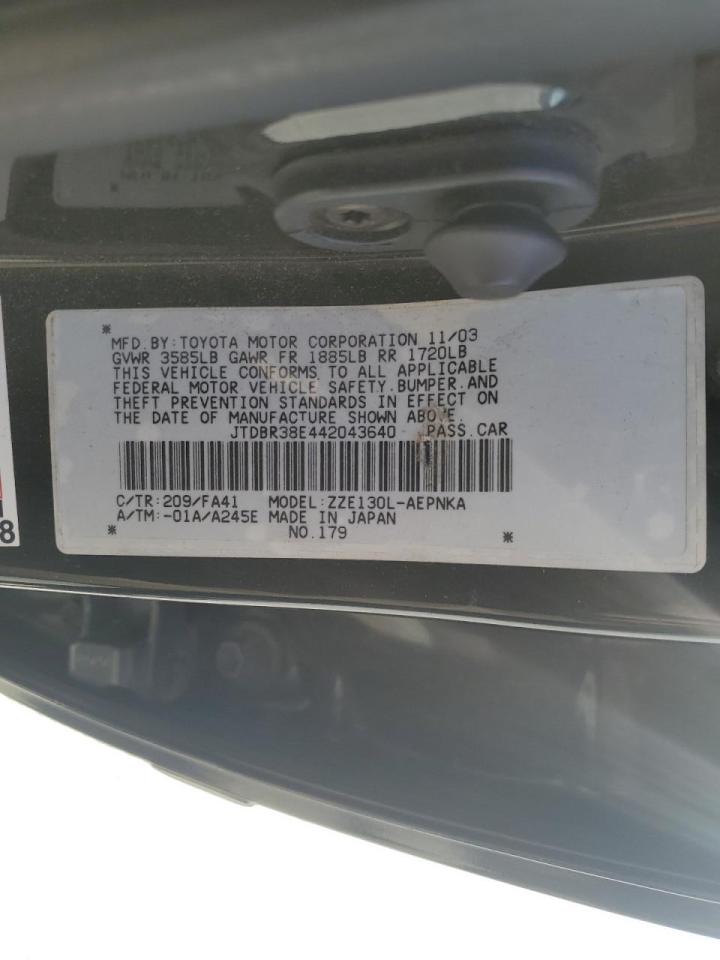 MFD.BY:TOYOTA MOTOR CORPORATION 11/03
GVWR 3585LB GAWR FR 1885LB RR 1720LB
THIS VEHICLE CONFORMS TO ALL APPLICABLE
FEDERAL MOTOR VEHICLE SAFETY.BUMPER.AND
THEFT PREVENTION STANDARDS IN EFFECT ON
THE DATE OF MANUFACTURE SHOWN ABOVE.
JTDBR38E442043640 PASS.CAR
C/TR:209/FA41 MODEL:ZZE130L-AEPNKA
A/TM:-01A/A245E MADE IN JAPAN
NO.179
8